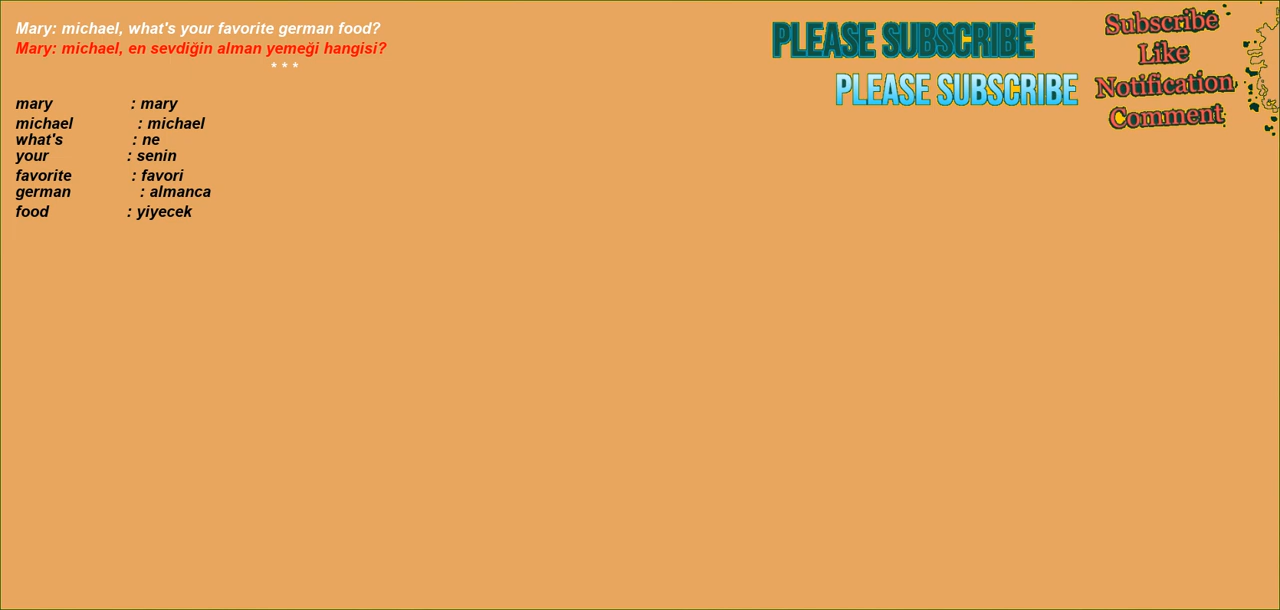 Mary: michael, what's your favorite german food?
Mary: michael, en sevdiğin alman yemeği hangisi?
* * *
mary : mary
michael : michael
what's : ne
your : senin
favorite : favori
german : almanca
food : yiyecek
PLEASE SUBSCRIBE
PLEASE SUBSCRIBE
Subscribe
Like
Notification
Comment